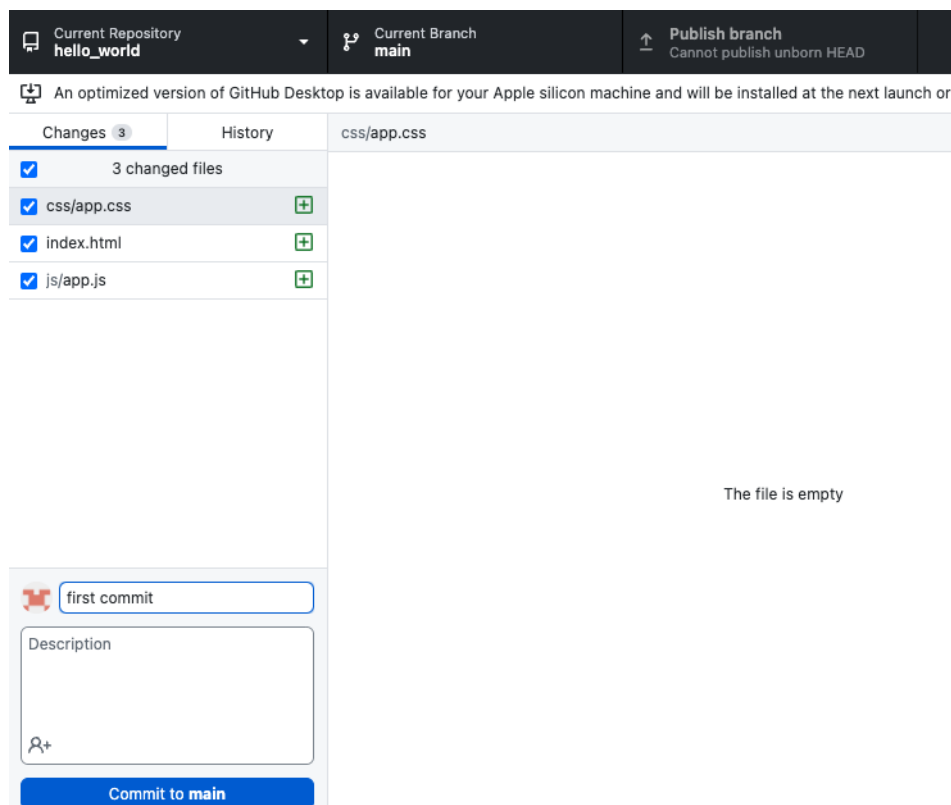 Current Repository
hello_world
Current Branch
main
Publish branch
Cannot publish unborn HEAD
An optimized version of GitHub Desktop is available for your Apple silicon machine and will be installed at the next launch or
Changes 3
History
css/app.css
3 changed files
css/app.css
index.html
js/app.js
The file is empty
first commit
Description
Commit to main